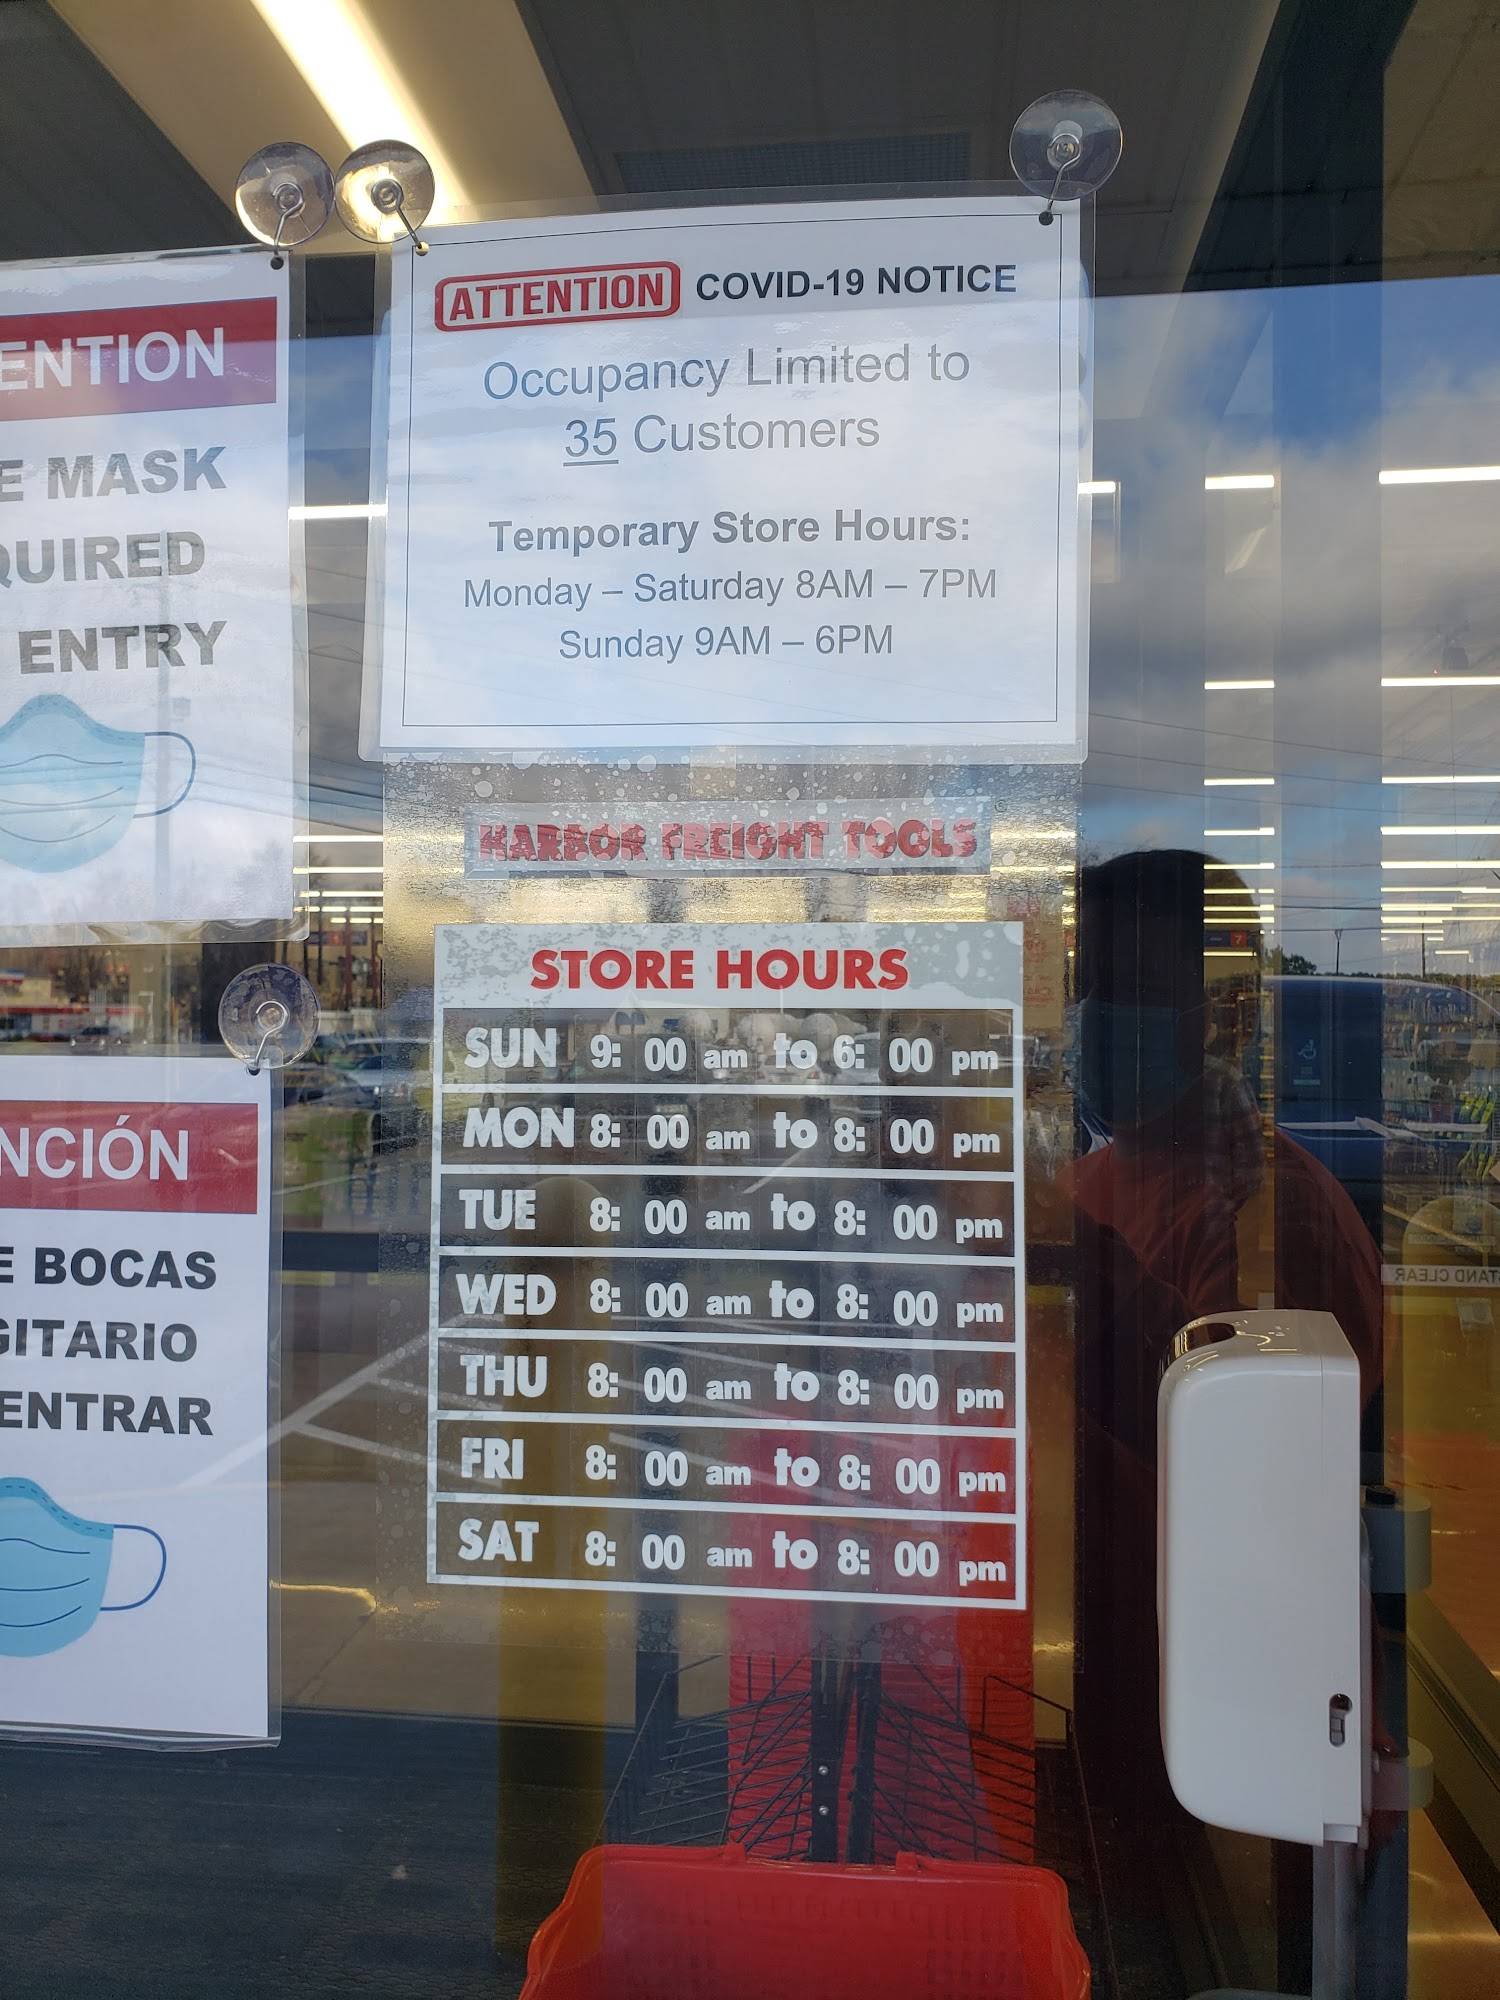 ENTION
E MASK
QUIRED
ENTRY
ATTENTION COVID-19 NOTICE
Occupancy Limited to
35 Customers
Temporary Store Hours:
Monday – Saturday 8AM – 7PM
Sunday 9AM – 6PM
HARBOR FREIGHT TOOLS
STORE HOURS
SUN 9: 00 am to 6: 00 pm
MON 8: 00 am to 8: 00 pm
TUE 8: 00 am to 8: 00 pm
WED 8: 00 am to 8: 00 pm
THU 8: 00 am to 8: 00 pm
FRI 8: 00 am to 8: 00 pm
SAT 8: 00 am to 8: 00 pm
NCIÓN
E BOCAS
GITARIO
ENTRAR
7
TAND CLEAR